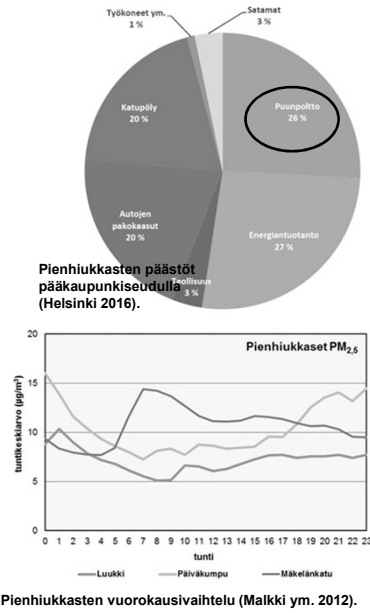 Työkoneet ym.
1 %
Satamat
3 %
Puunpoltto
26 %
Katupöly
20 %
Autojen
pakokaasut
20 %
Energiantuotanto
27 %
Teollisuus
3 %
Pienhiukkasten päästöt
pääkaupunkiseudulla
(Helsinki 2016).
Pienhiukkaset PM2,5
tuntikeskiarvo (µg/m³)
20
15
10
5
0
0 1 2 3 4 5 6 7 8 9 10 11 12 13 14 15 16 17 18 19 20 21 22 23
tunti
Luukki Päiväkumpu Mäkelänkatu
Pienhiukkasten vuorokausivaihtelu (Malkki ym. 2012).